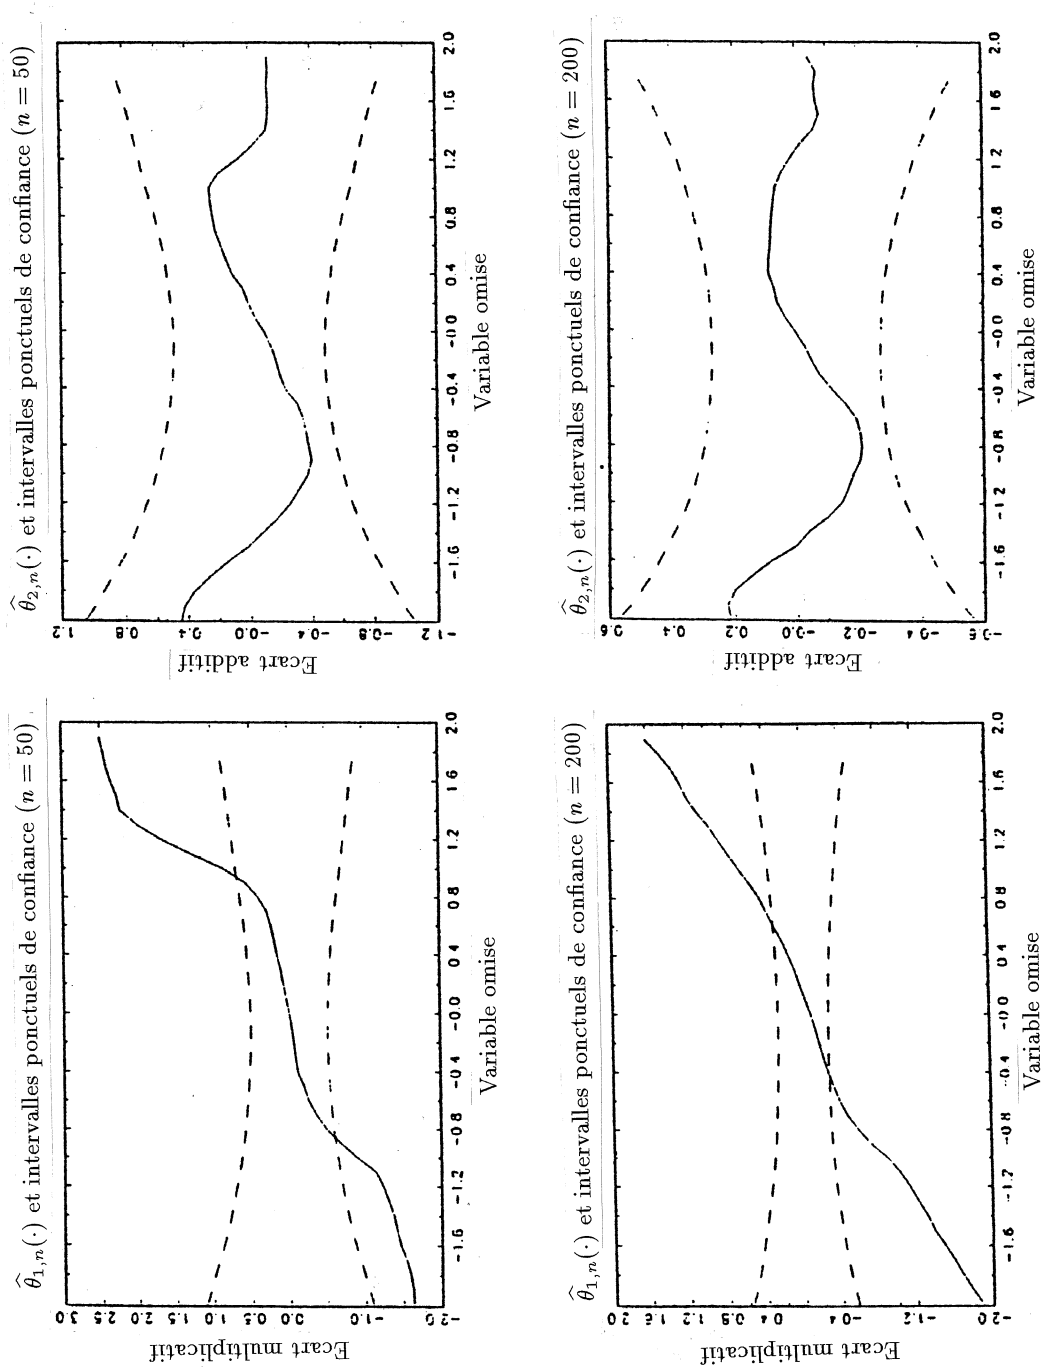 θ̂₁,ₙ(·) et intervalles ponctuels de confiance (n = 50)
Ecart multiplicatif
3.0 2.5 2.0 1.5 1.0 0.0 -1.0 -2.0
-1.6 -1.2 -0.8 -0.4 -0.0 0.4 0.8 1.2 1.6 2.0
Variable omise
θ̂₂,ₙ(·) et intervalles ponctuels de confiance (n = 50)
Ecart additif
1.2 0.8 0.4 -0.0 -0.4 -0.8 -1.2
-1.6 -1.2 -0.8 -0.4 -0.0 0.4 0.8 1.2 1.6 2.0
Variable omise
θ̂₁,ₙ(·) et intervalles ponctuels de confiance (n = 200)
Ecart multiplicatif
2.0 1.2 0.4 -0.4 -1.2 -2.0
-1.6 -1.2 -0.8 -0.4 -0.0 0.4 0.8 1.2 1.6 2.0
Variable omise
θ̂₂,ₙ(·) et intervalles ponctuels de confiance (n = 200)
Ecart additif
0.6 0.4 0.2 -0.0 -0.2 -0.4 -0.6
-1.6 -1.2 -0.8 -0.4 -0.0 0.4 0.8 1.2 1.6 2.0
Variable omise